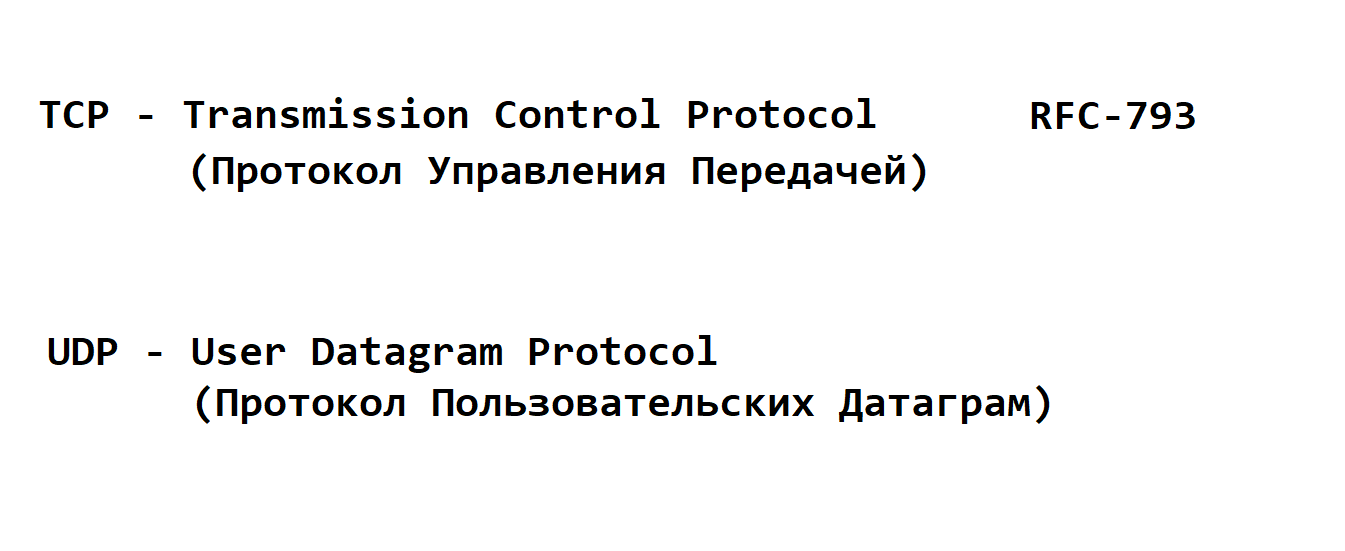 TCP - Transmission Control Protocol RFC-793
(Протокол Управления Передачей)
UDP - User Datagram Protocol
(Протокол Пользовательских Датаграм)